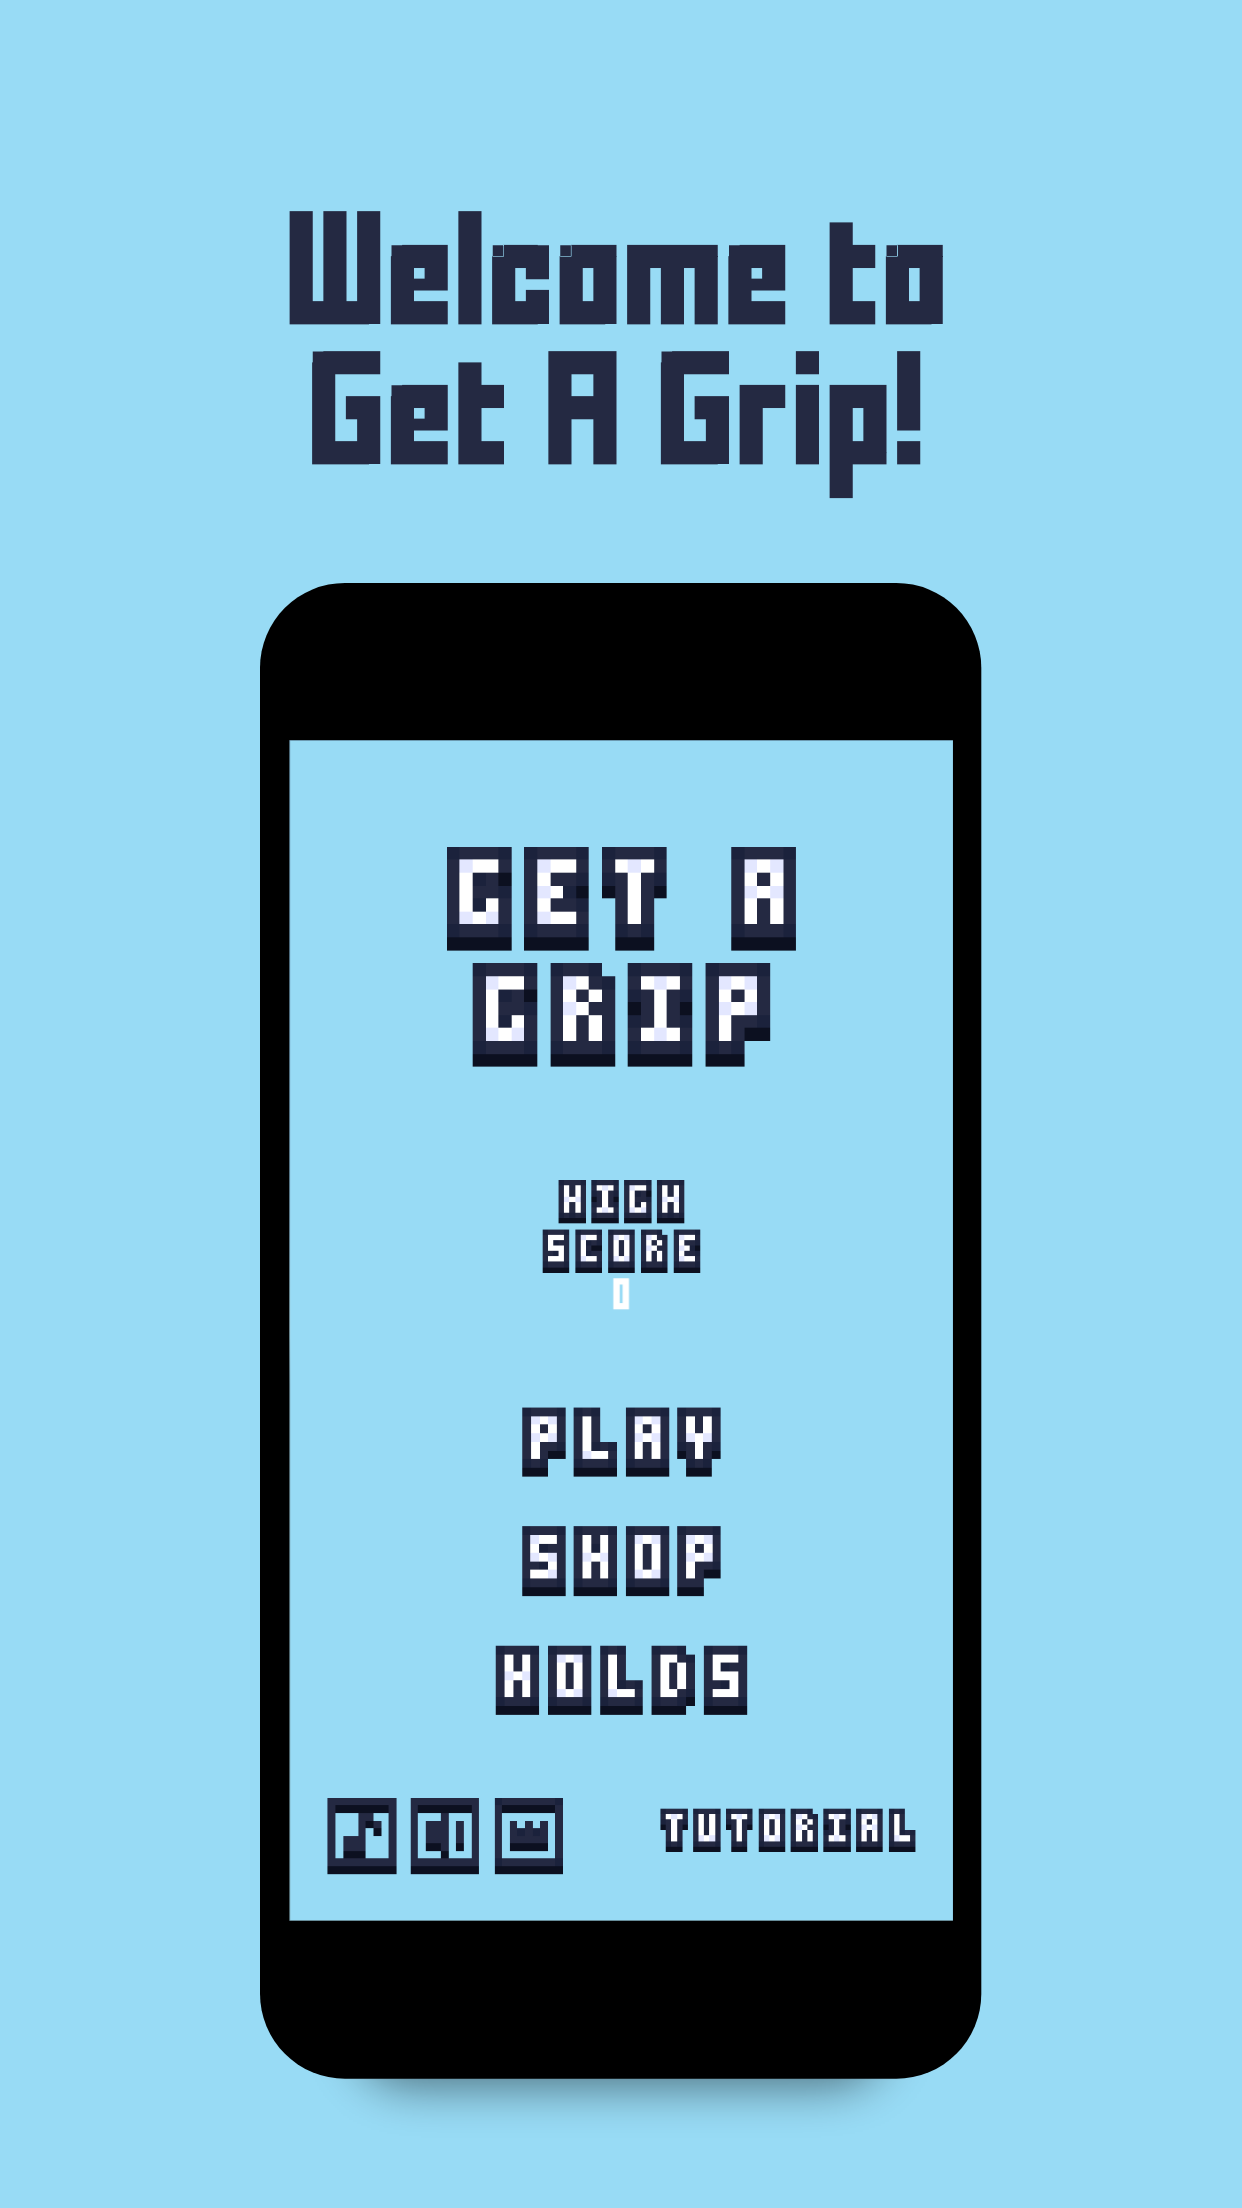 Welcome to
Get A Grip!
GET A
GRIP
HIGH
SCORE
0
PLAY
SHOP
HOLDS
TUTORIAL